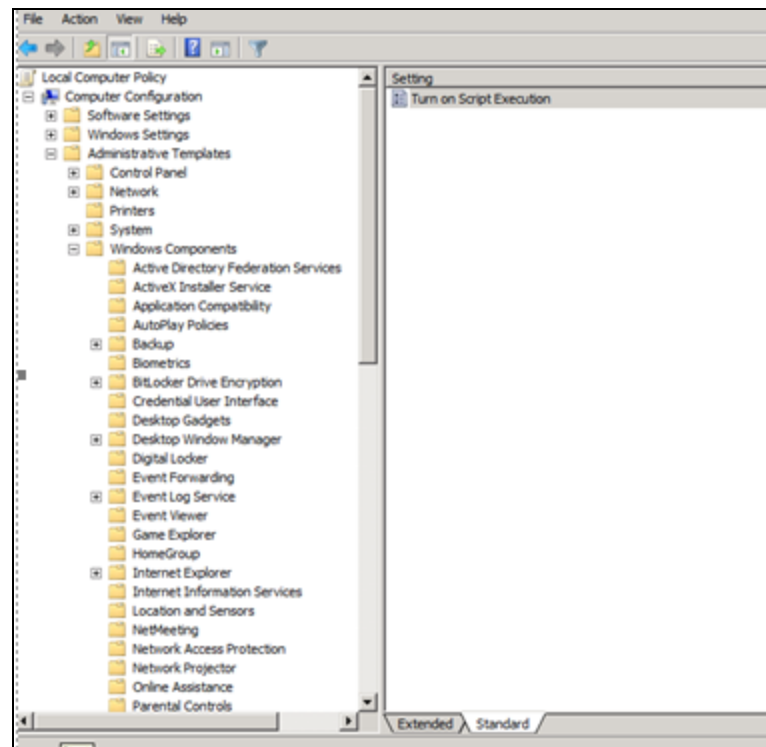 File Action View Help
Local Computer Policy
Computer Configuration
Software Settings
Windows Settings
Administrative Templates
Control Panel
Network
Printers
System
Windows Components
Active Directory Federation Services
ActiveX Installer Service
Application Compatibility
AutoPlay Policies
Backup
Biometrics
BitLocker Drive Encryption
Credential User Interface
Desktop Gadgets
Desktop Window Manager
Digital Locker
Event Forwarding
Event Log Service
Event Viewer
Game Explorer
HomeGroup
Internet Explorer
Internet Information Services
Location and Sensors
NetMeeting
Network Access Protection
Network Projector
Online Assistance
Parental Controls
Setting
Turn on Script Execution
Extended Standard